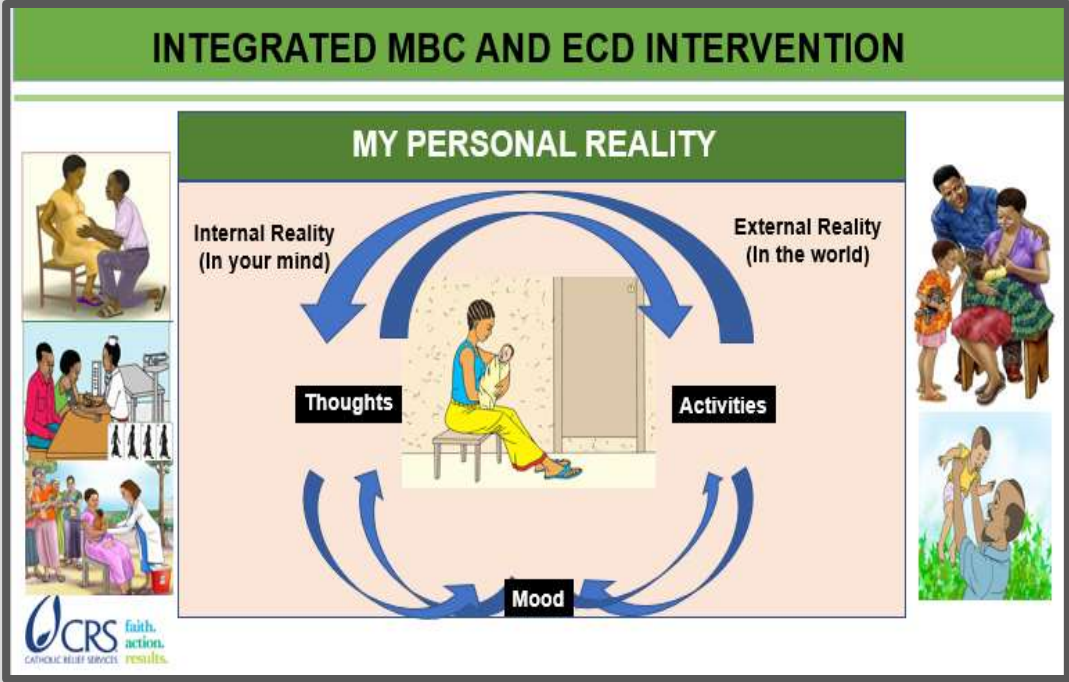 INTEGRATED MBC AND ECD INTERVENTION
MY PERSONAL REALITY
Internal Reality
(In your mind)
External Reality
(In the world)
Thoughts
Activities
Mood
CRS
CATHOLIC RELIEF SERVICES
faith.
action.
results.